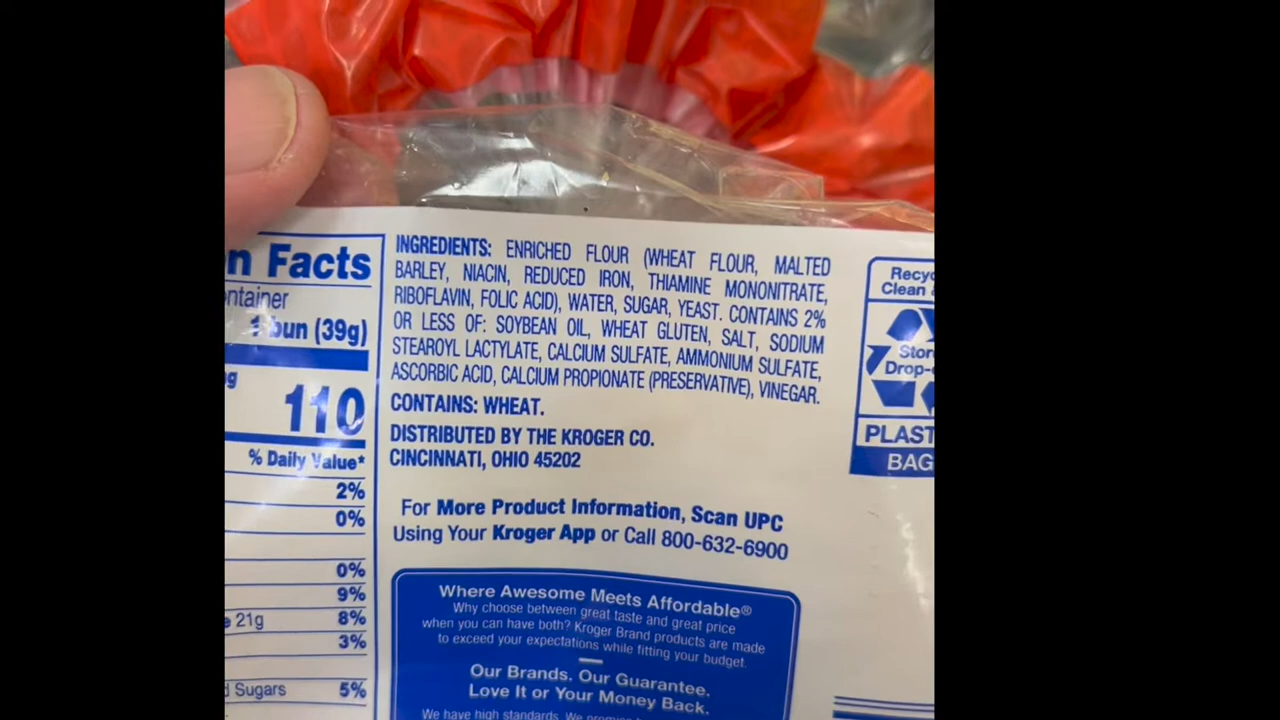 n Facts
ntainer
1 bun (39g)
g
110
% Daily Value*
2%
0%
0%
9%
e 21g 8%
3%
d Sugars 5%
INGREDIENTS: ENRICHED FLOUR (WHEAT FLOUR, MALTED
BARLEY, NIACIN, REDUCED IRON, THIAMINE MONONITRATE,
RIBOFLAVIN, FOLIC ACID), WATER, SUGAR, YEAST. CONTAINS 2%
OR LESS OF: SOYBEAN OIL, WHEAT GLUTEN, SALT, SODIUM
STEAROYL LACTYLATE, CALCIUM SULFATE, AMMONIUM SULFATE,
ASCORBIC ACID, CALCIUM PROPIONATE (PRESERVATIVE), VINEGAR.
CONTAINS: WHEAT.
DISTRIBUTED BY THE KROGER CO.
CINCINNATI, OHIO 45202
For More Product Information, Scan UPC
Using Your Kroger App or Call 800-632-6900
Where Awesome Meets Affordable®
Why choose between great taste and great price
when you can have both? Kroger Brand products are made
to exceed your expectations while fitting your budget.
Our Brands. Our Guarantee.
Love It or Your Money Back.
We have high standards. We
Recyc
Clean
Stor
Drop-
PLAST
BAG